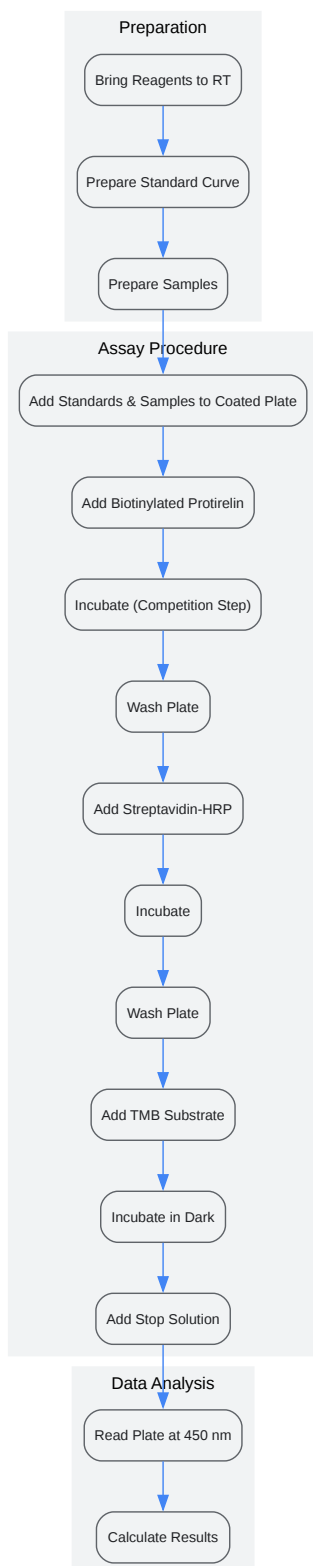 Preparation
Bring Reagents to RT
Prepare Standard Curve
Prepare Samples
Assay Procedure
Add Standards & Samples to Coated Plate
Add Biotinylated Protirelin
Incubate (Competition Step)
Wash Plate
Add Streptavidin-HRP
Incubate
Wash Plate
Add TMB Substrate
Incubate in Dark
Add Stop Solution
Data Analysis
Read Plate at 450 nm
Calculate Results